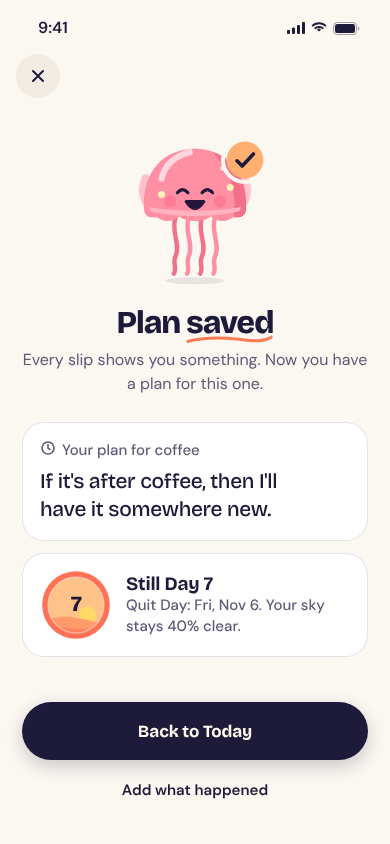 9:41
Plan saved
Every slip shows you something. Now you have
a plan for this one.
Your plan for coffee
If it's after coffee, then I'll
have it somewhere new.
7
Still Day 7
Quit Day: Fri, Nov 6. Your sky
stays 40% clear.
Back to Today
Add what happened